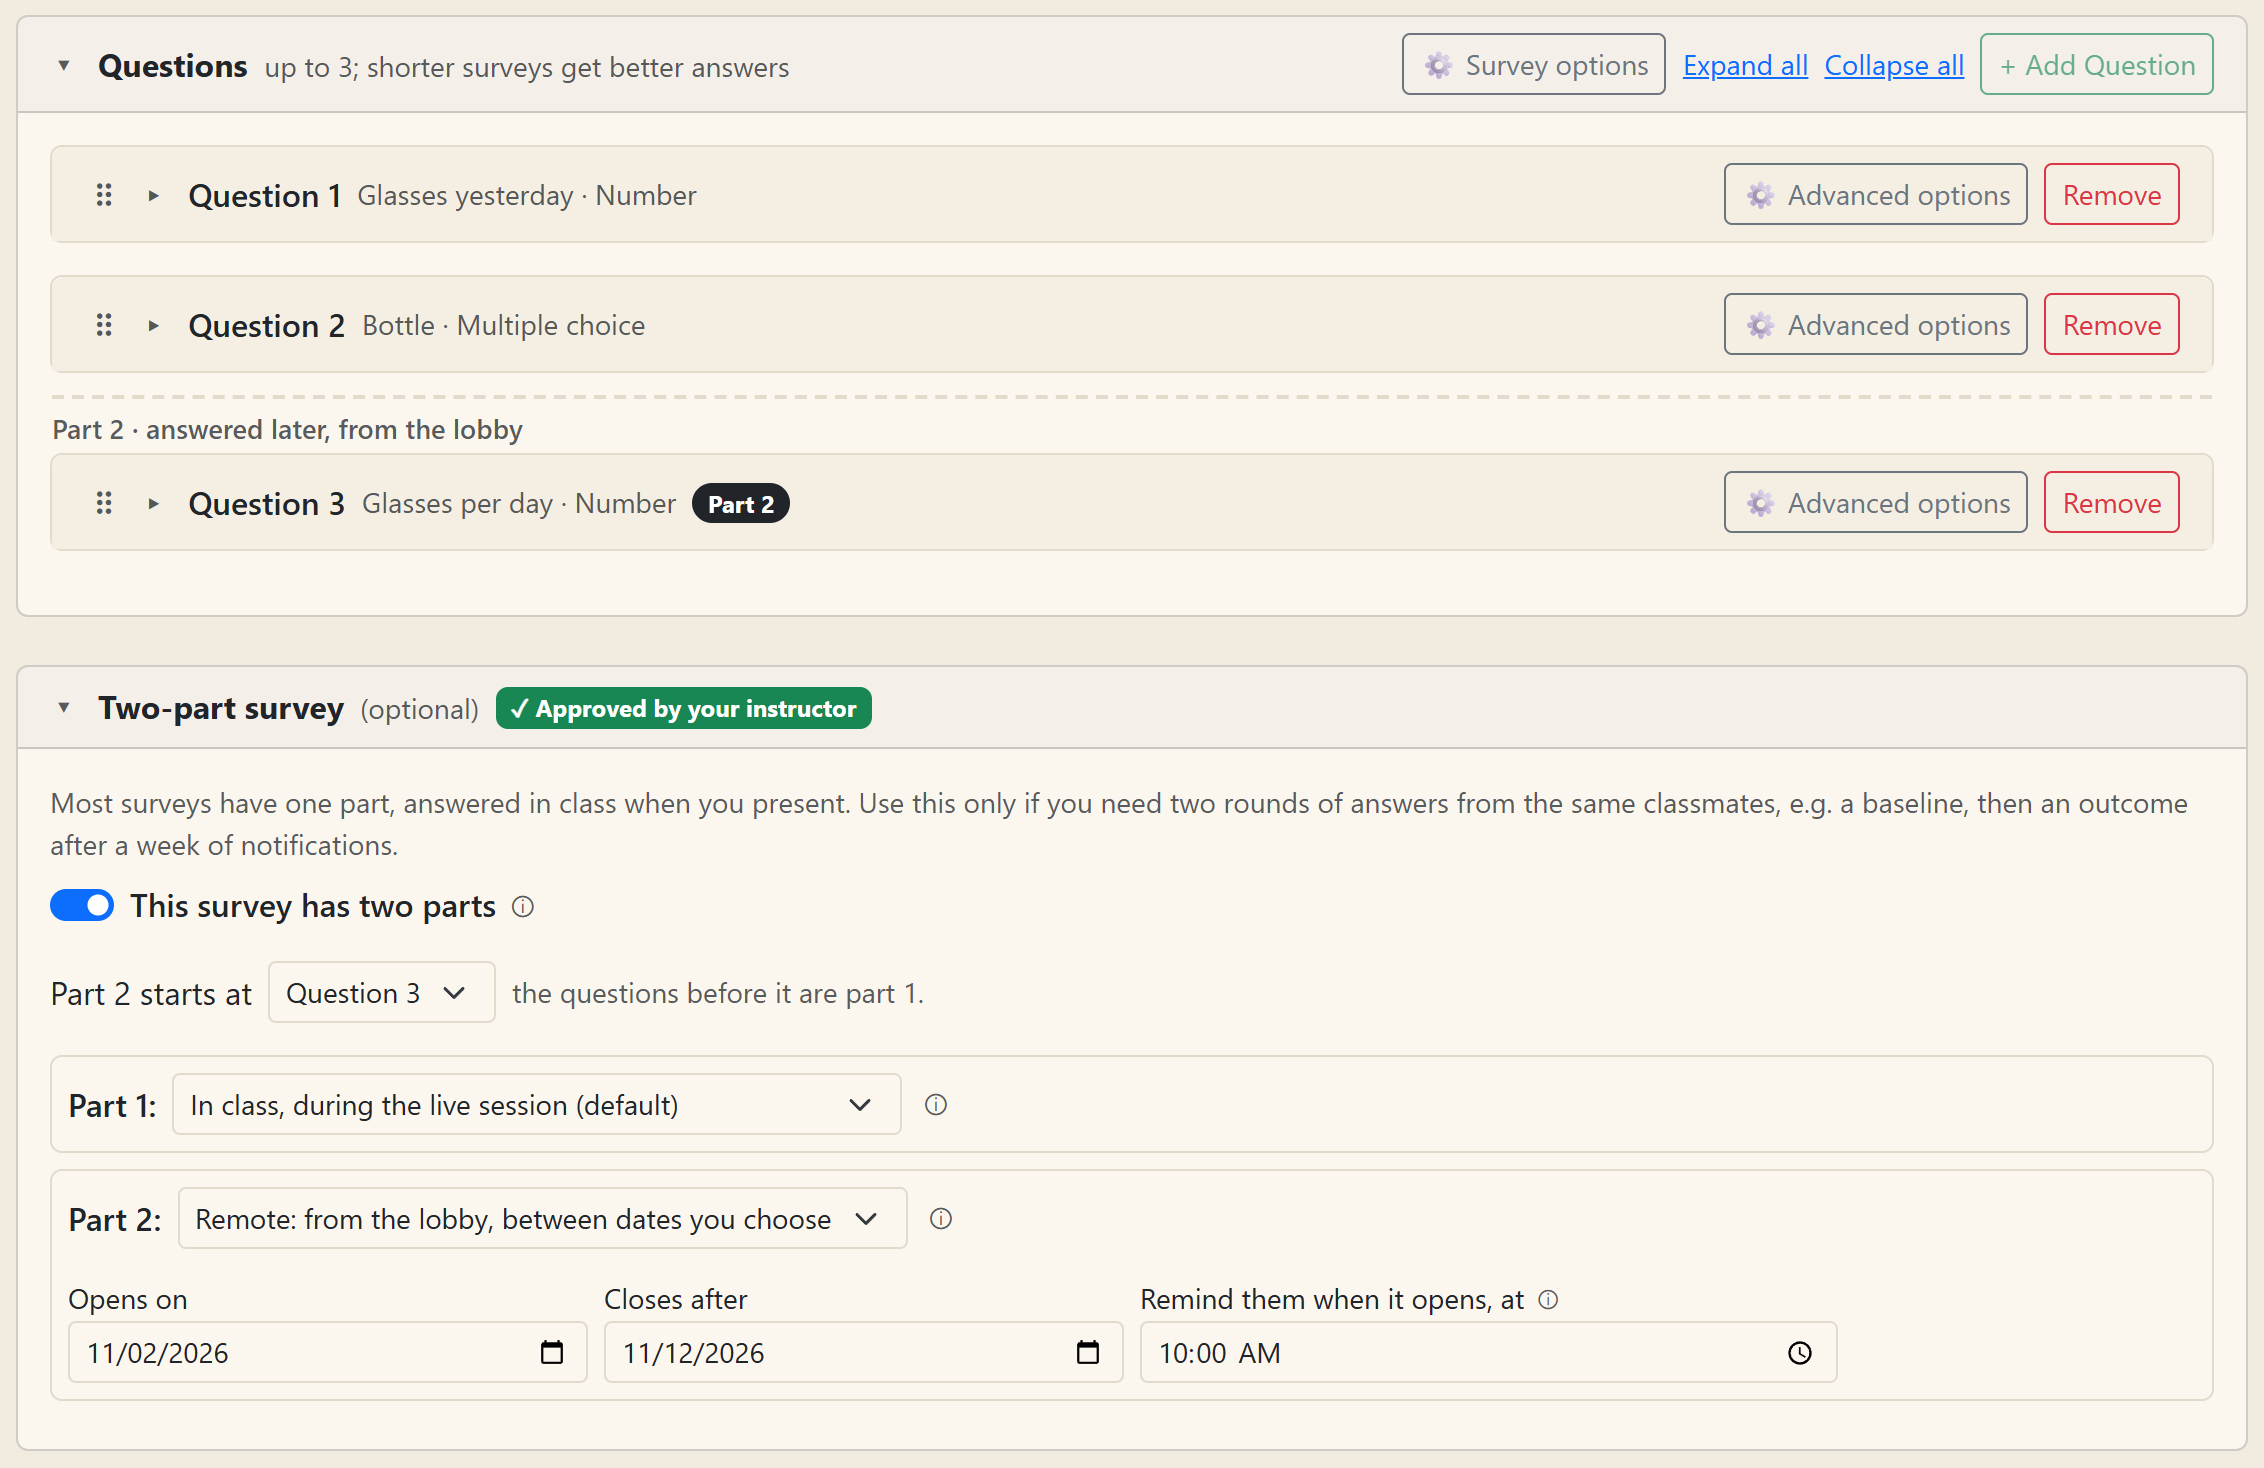 Questions up to 3; shorter surveys get better answers
Survey options Expand all Collapse all + Add Question
Question 1 Glasses yesterday · Number Advanced options Remove
Question 2 Bottle · Multiple choice Advanced options Remove
Part 2 · answered later, from the lobby
Question 3 Glasses per day · Number Part 2 Advanced options Remove
Two-part survey (optional) ✓ Approved by your instructor
Most surveys have one part, answered in class when you present. Use this only if you need two rounds of answers from the same classmates, e.g. a baseline, then an outcome
after a week of notifications.
This survey has two parts
Part 2 starts at Question 3 the questions before it are part 1.
Part 1: In class, during the live session (default)
Part 2: Remote: from the lobby, between dates you choose
Opens on Closes after Remind them when it opens, at
11/02/2026 11/12/2026 10:00 AM